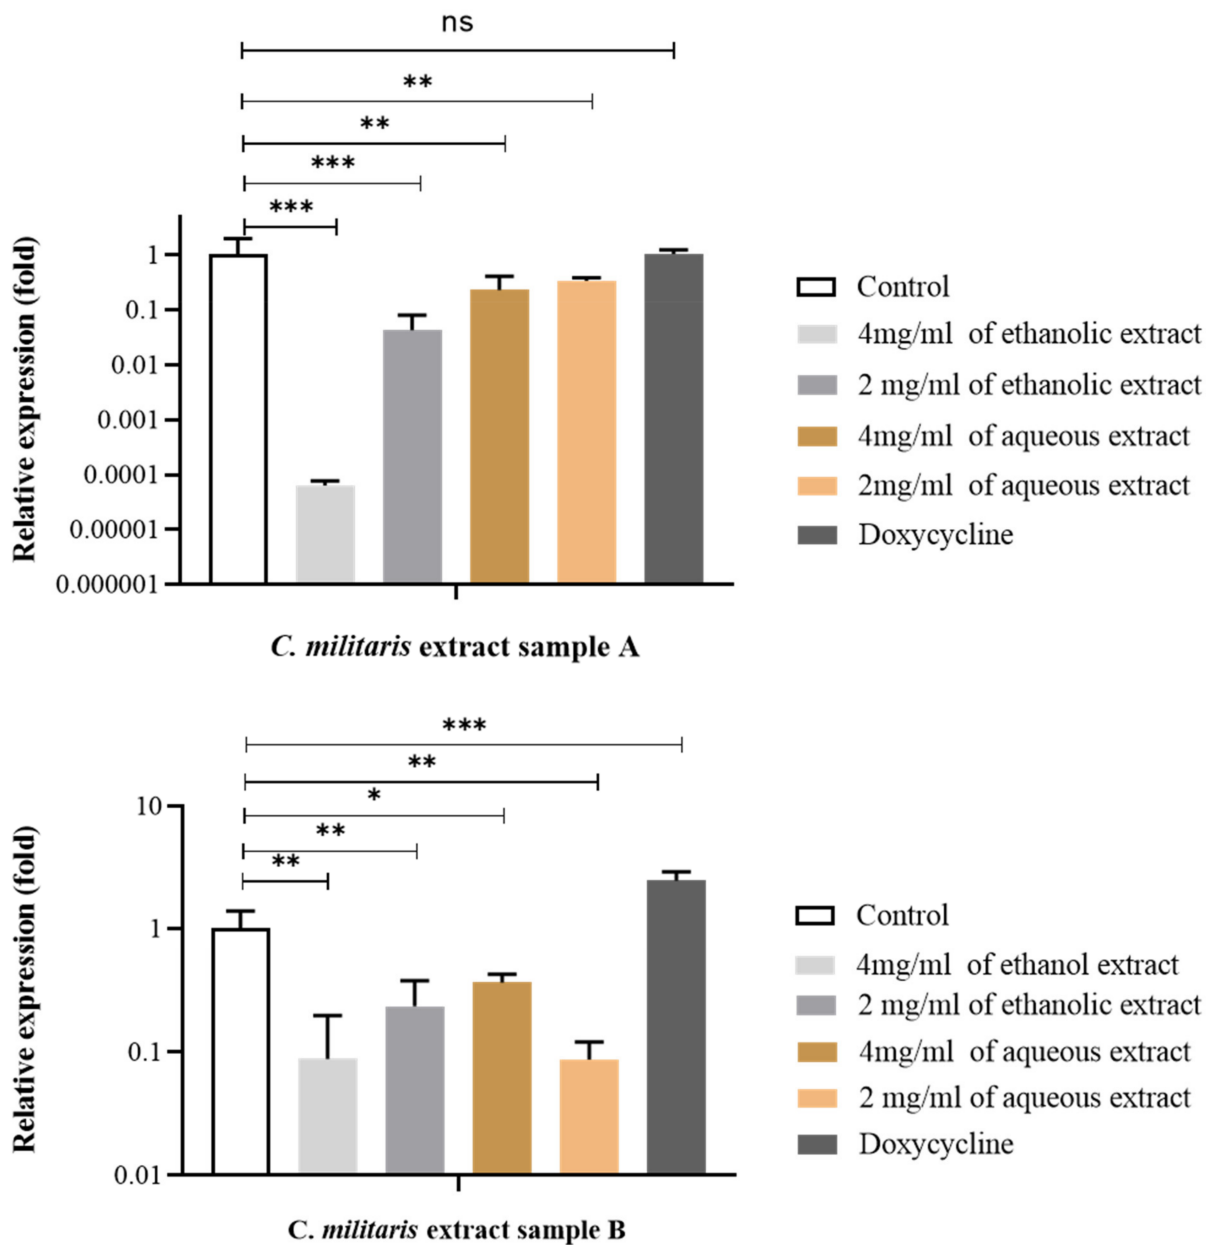 ns
**
**
***
***
Relative expression (fold)
1
0.1
0.01
0.001
0.0001
0.00001
0.000001
Control
4mg/ml of ethanolic extract
2 mg/ml of ethanolic extract
4mg/ml of aqueous extract
2mg/ml of aqueous extract
Doxycycline
C. militaris extract sample A
***
**
*
**
**
Relative expression (fold)
10
1
0.1
0.01
Control
4mg/ml of ethanol extract
2 mg/ml of ethanolic extract
4mg/ml of aqueous extract
2 mg/ml of aqueous extract
Doxycycline
C. militaris extract sample B